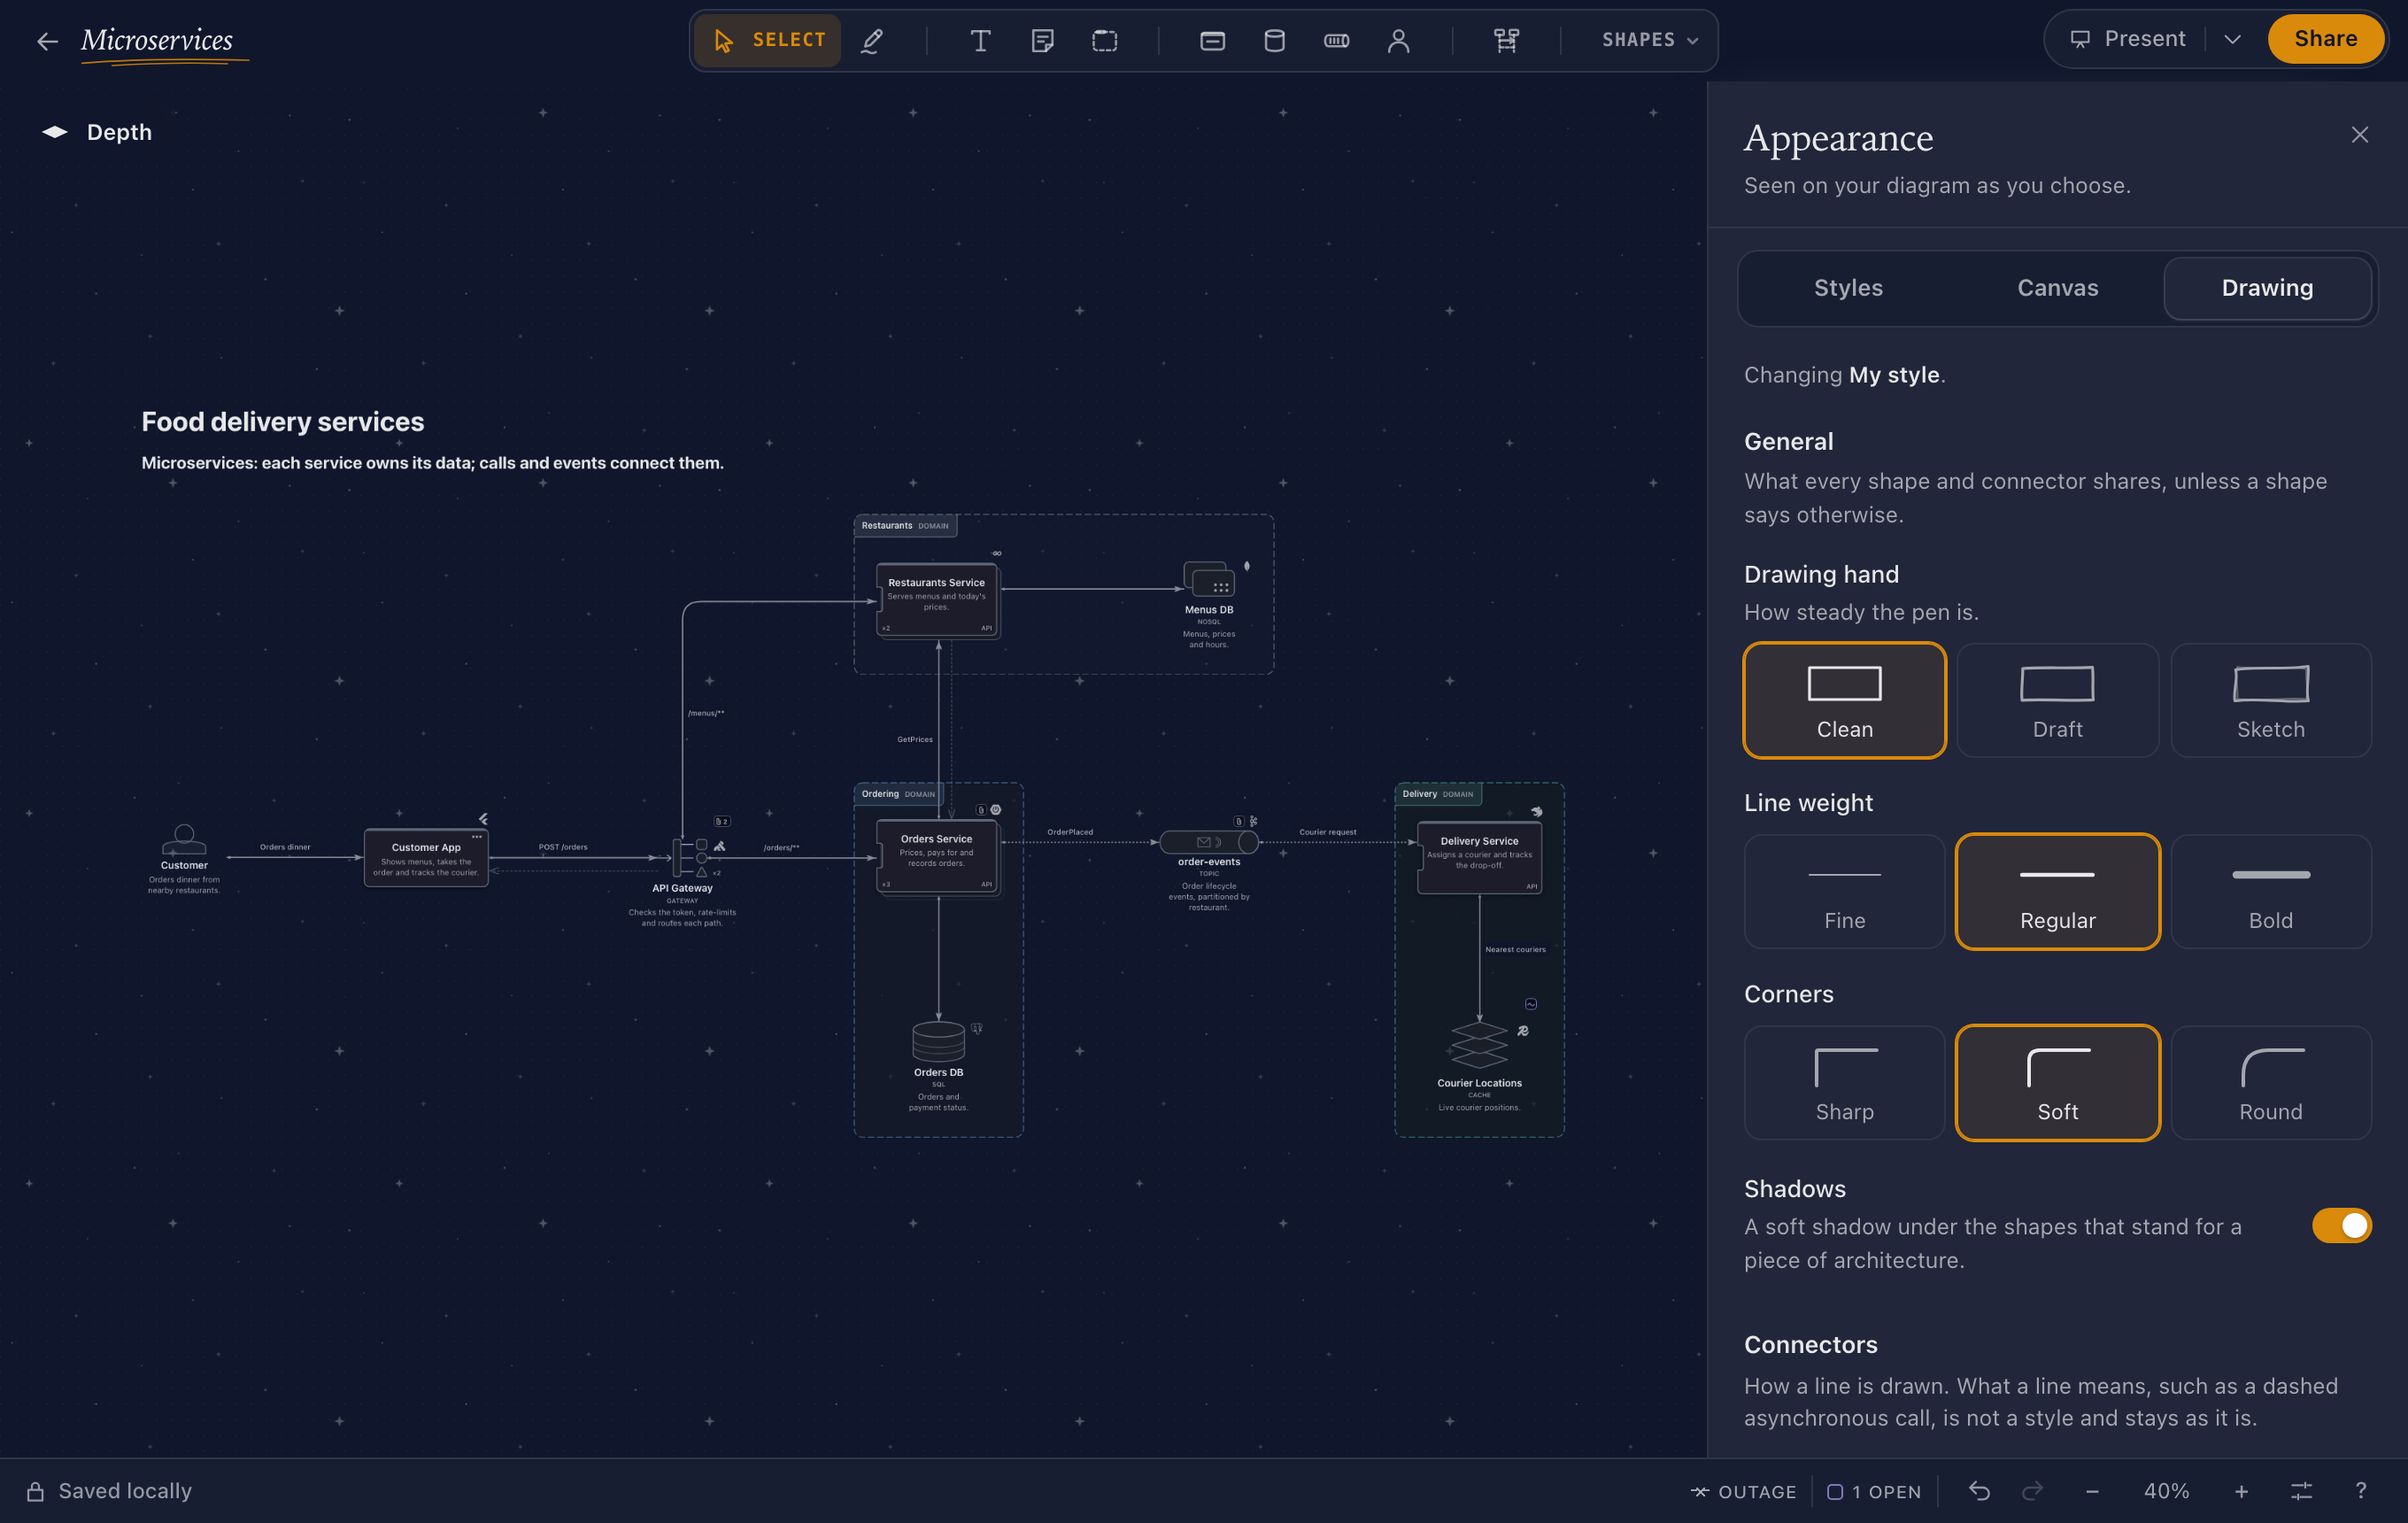 Microservices
SELECT
SHAPES
Present
Share
Depth
Food delivery services
Microservices: each service owns its data; calls and events connect them.
Restaurants DOMAIN
Restaurants Service
Serves menus and today's
prices.
×2 API
Menus DB
NOSQL
Menus, prices
and hours.
/menus/**
GetPrices
Ordering DOMAIN
Orders Service
Prices, pays for and
records orders.
×3 API
Orders DB
SQL
Orders and
payment status.
Customer
Orders dinner from
nearby restaurants.
Orders dinner
Customer App
Shows menus, takes the
order and tracks the courier.
POST /orders
2
×2
API Gateway
GATEWAY
Checks the token, rate-limits
and routes each path.
/orders/**
OrderPlaced
order-events
TOPIC
Order lifecycle
events, partitioned by
restaurant.
Courier request
Delivery DOMAIN
Delivery Service
Assigns a courier and tracks
the drop-off.
API
Nearest couriers
Courier Locations
CACHE
Live courier positions.
Appearance
Seen on your diagram as you choose.
Styles
Canvas
Drawing
Changing My style.
General
What every shape and connector shares, unless a shape
says otherwise.
Drawing hand
How steady the pen is.
Clean
Draft
Sketch
Line weight
Fine
Regular
Bold
Corners
Sharp
Soft
Round
Shadows
A soft shadow under the shapes that stand for a
piece of architecture.
Connectors
How a line is drawn. What a line means, such as a dashed
asynchronous call, is not a style and stays as it is.
Saved locally
OUTAGE
1 OPEN
40%
?